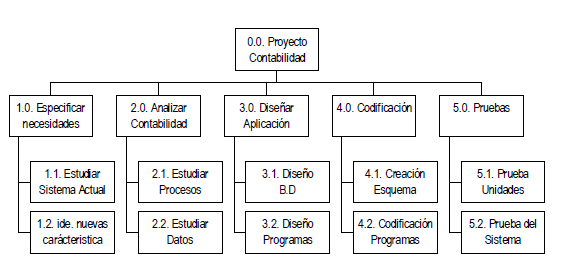 0.0. Proyecto
Contabilidad
1.0. Especificar
necesidades
2.0. Analizar
Contabilidad
3.0. Diseñar
Aplicación
4.0. Codificación
5.0. Pruebas
1.1. Estudiar
Sistema Actual
2.1. Estudiar
Procesos
3.1. Diseño
B.D
4.1. Creación
Esquema
5.1. Prueba
Unidades
1.2. ide. nuevas
carácteristica
2.2. Estudiar
Datos
3.2. Diseño
Programas
4.2. Codificación
Programas
5.2. Prueba del
Sistema